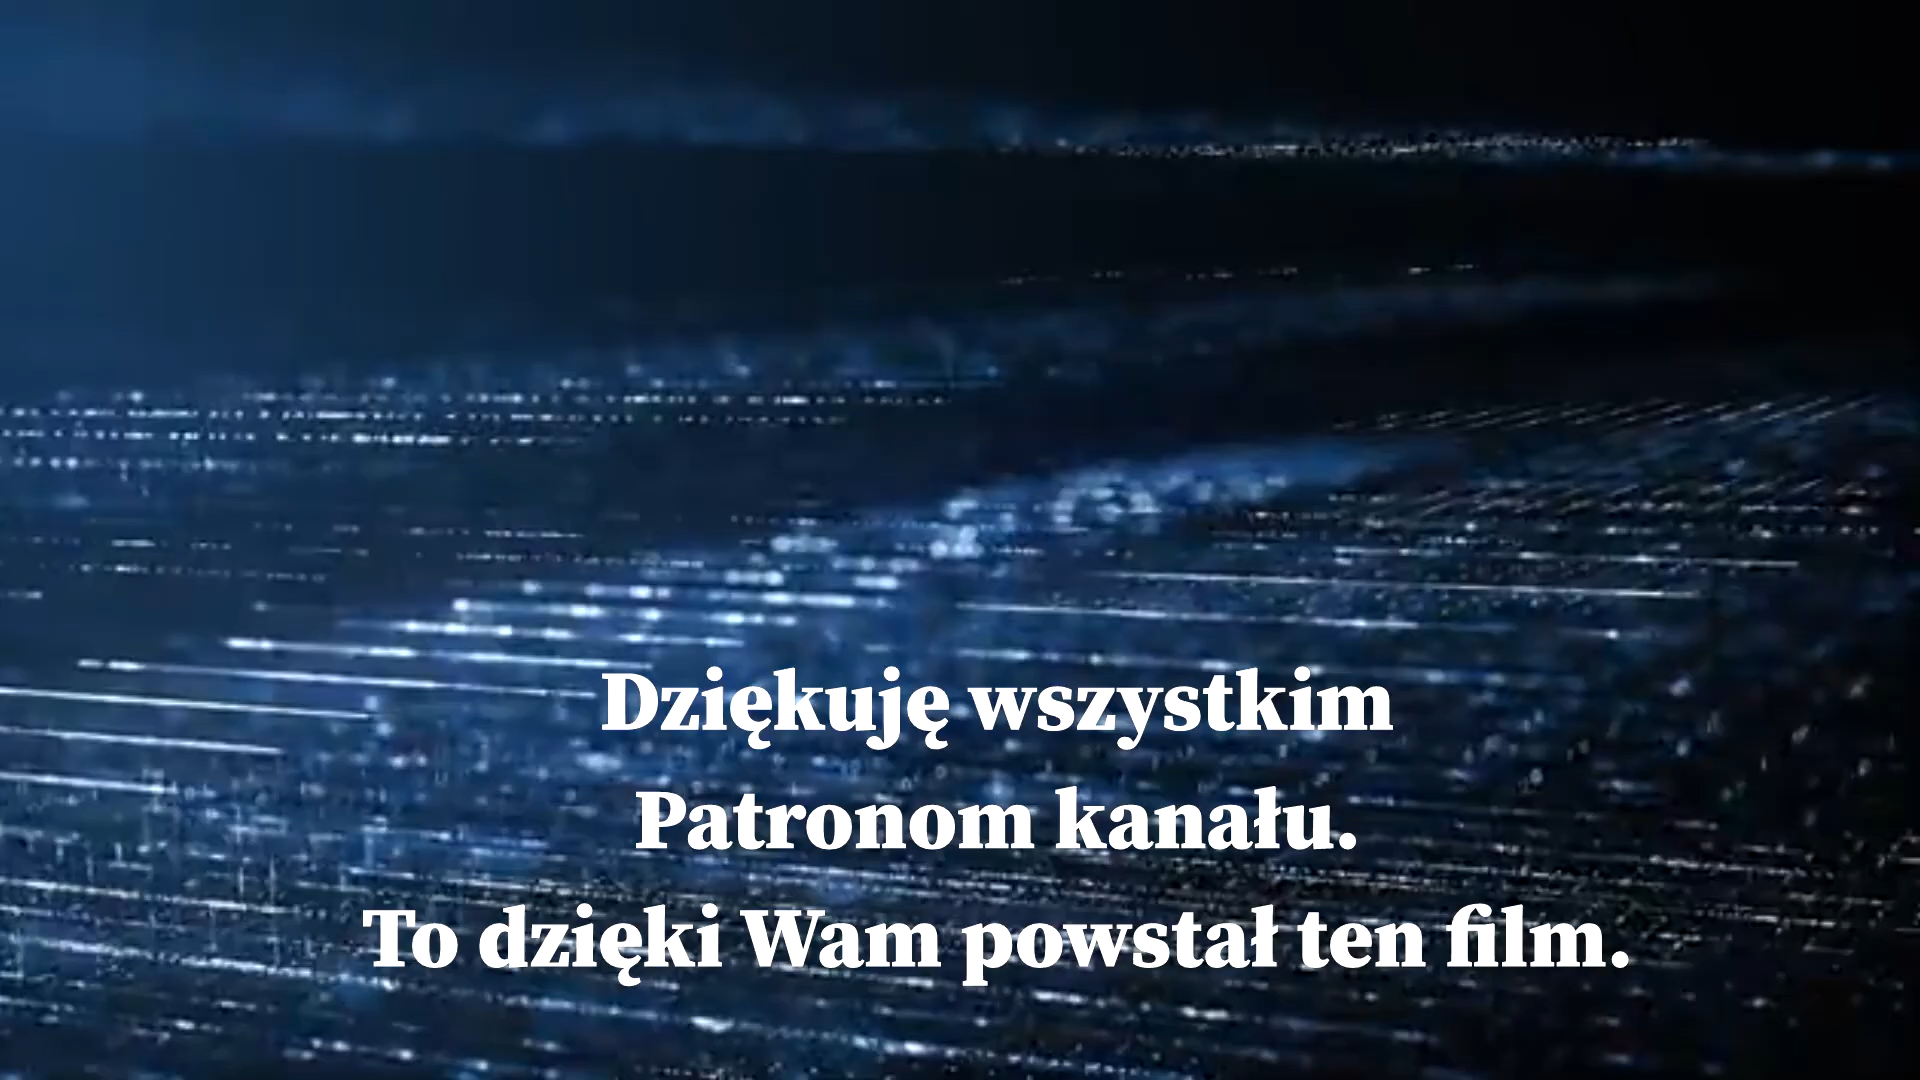 Dziękuję wszystkim
Patronom kanału.
To dzięki Wam powstał ten film.